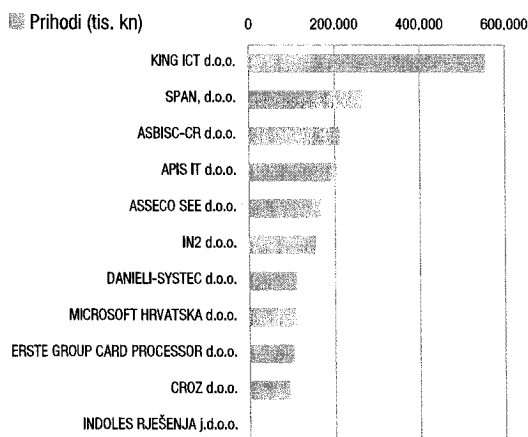 Prihodi (tis. kn)
0 200.000 400.000 600.000
KING ICT d.o.o.
SPAN, d.o.o.
ASBISC-CR d.o.o.
APIS IT d.o.o.
ASSECO SEE d.o.o.
IN2 d.o.o.
DANIELI-SYSTEC d.o.o.
MICROSOFT HRVATSKA d.o.o.
ERSTE GROUP CARD PROCESSOR d.o.o.
CROZ d.o.o.
INDOLES RJEŠENJA j.d.o.o.